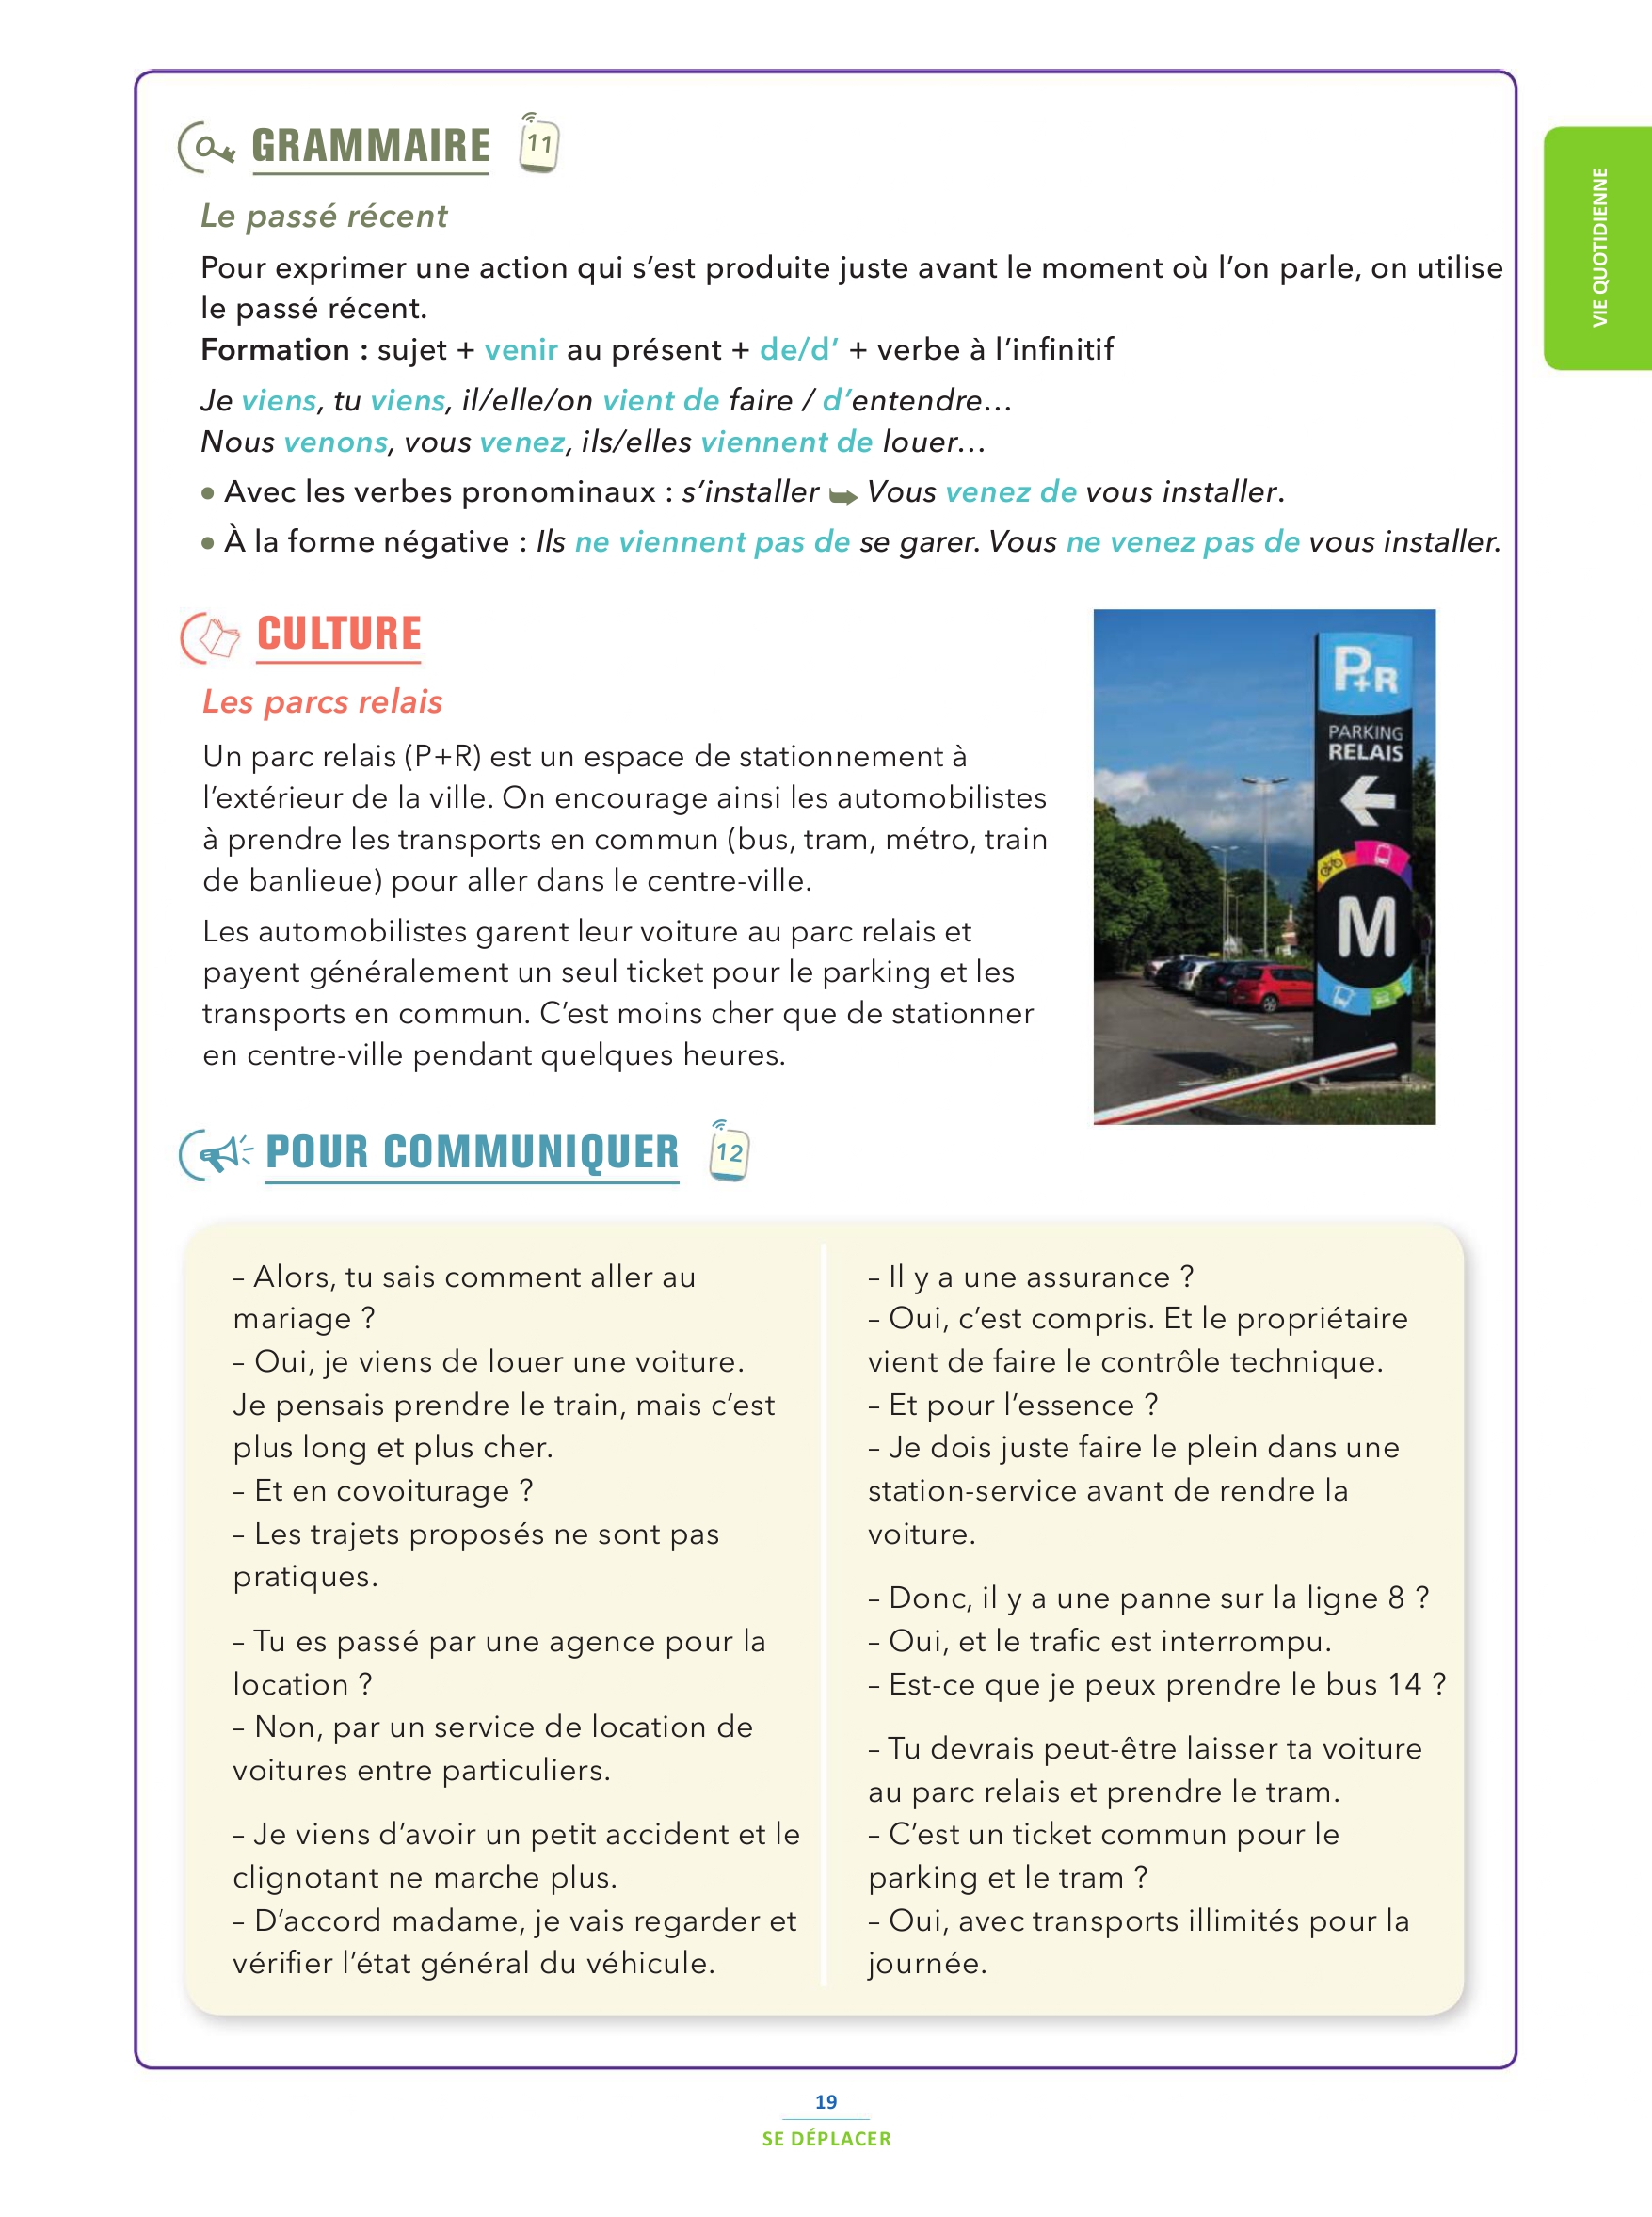 GRAMMAIRE 11
Le passé récent
Pour exprimer une action qui s’est produite juste avant le moment où l’on parle, on utilise
le passé récent.
Formation : sujet + venir au présent + de/d’ + verbe à l’infinitif
Je viens, tu viens, il/elle/on vient de faire / d’entendre…
Nous venons, vous venez, ils/elles viennent de louer…
• Avec les verbes pronominaux : s’installer ➥ Vous venez de vous installer.
• À la forme négative : Ils ne viennent pas de se garer. Vous ne venez pas de vous installer.
VIE QUOTIDIENNE
CULTURE
Les parcs relais
Un parc relais (P+R) est un espace de stationnement à
l’extérieur de la ville. On encourage ainsi les automobilistes
à prendre les transports en commun (bus, tram, métro, train
de banlieue) pour aller dans le centre-ville.
Les automobilistes garent leur voiture au parc relais et
payent généralement un seul ticket pour le parking et les
transports en commun. C’est moins cher que de stationner
en centre-ville pendant quelques heures.
P+R
PARKING
RELAIS
M
POUR COMMUNIQUER 12
– Alors, tu sais comment aller au
mariage ?
– Oui, je viens de louer une voiture.
Je pensais prendre le train, mais c’est
plus long et plus cher.
– Et en covoiturage ?
– Les trajets proposés ne sont pas
pratiques.
– Tu es passé par une agence pour la
location ?
– Non, par un service de location de
voitures entre particuliers.
– Je viens d’avoir un petit accident et le
clignotant ne marche plus.
– D’accord madame, je vais regarder et
vérifier l’état général du véhicule.
– Il y a une assurance ?
– Oui, c’est compris. Et le propriétaire
vient de faire le contrôle technique.
– Et pour l’essence ?
– Je dois juste faire le plein dans une
station-service avant de rendre la
voiture.
– Donc, il y a une panne sur la ligne 8 ?
– Oui, et le trafic est interrompu.
– Est-ce que je peux prendre le bus 14 ?
– Tu devrais peut-être laisser ta voiture
au parc relais et prendre le tram.
– C’est un ticket commun pour le
parking et le tram ?
– Oui, avec transports illimités pour la
journée.
19
SE DÉPLACER